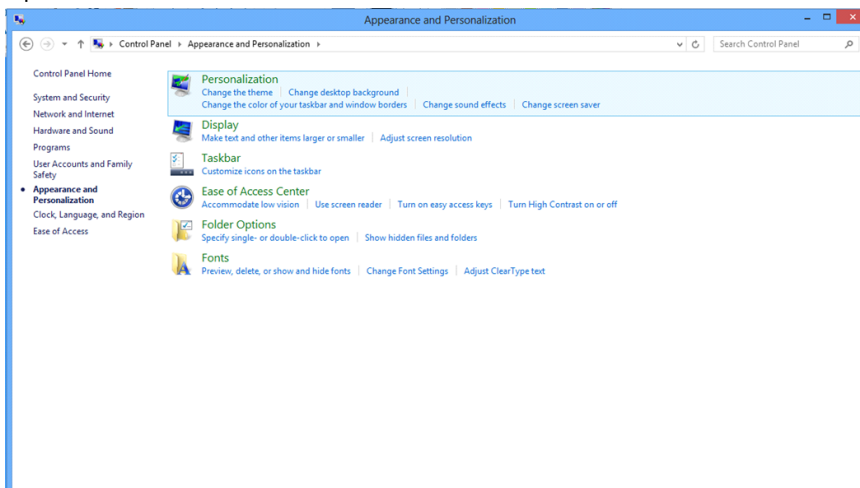 Appearance and Personalization
Control Panel Appearance and Personalization
Search Control Panel
Control Panel Home
System and Security
Network and Internet
Hardware and Sound
Programs
User Accounts and Family
Safety
Appearance and
Personalization
Clock, Language, and Region
Ease of Access
Personalization
Change the theme Change desktop background
Change the color of your taskbar and window borders Change sound effects Change screen saver
Display
Make text and other items larger or smaller Adjust screen resolution
Taskbar
Customize icons on the taskbar
Ease of Access Center
Accommodate low vision Use screen reader Turn on easy access keys Turn High Contrast on or off
Folder Options
Specify single- or double-click to open Show hidden files and folders
Fonts
Preview, delete, or show and hide fonts Change Font Settings Adjust ClearType text